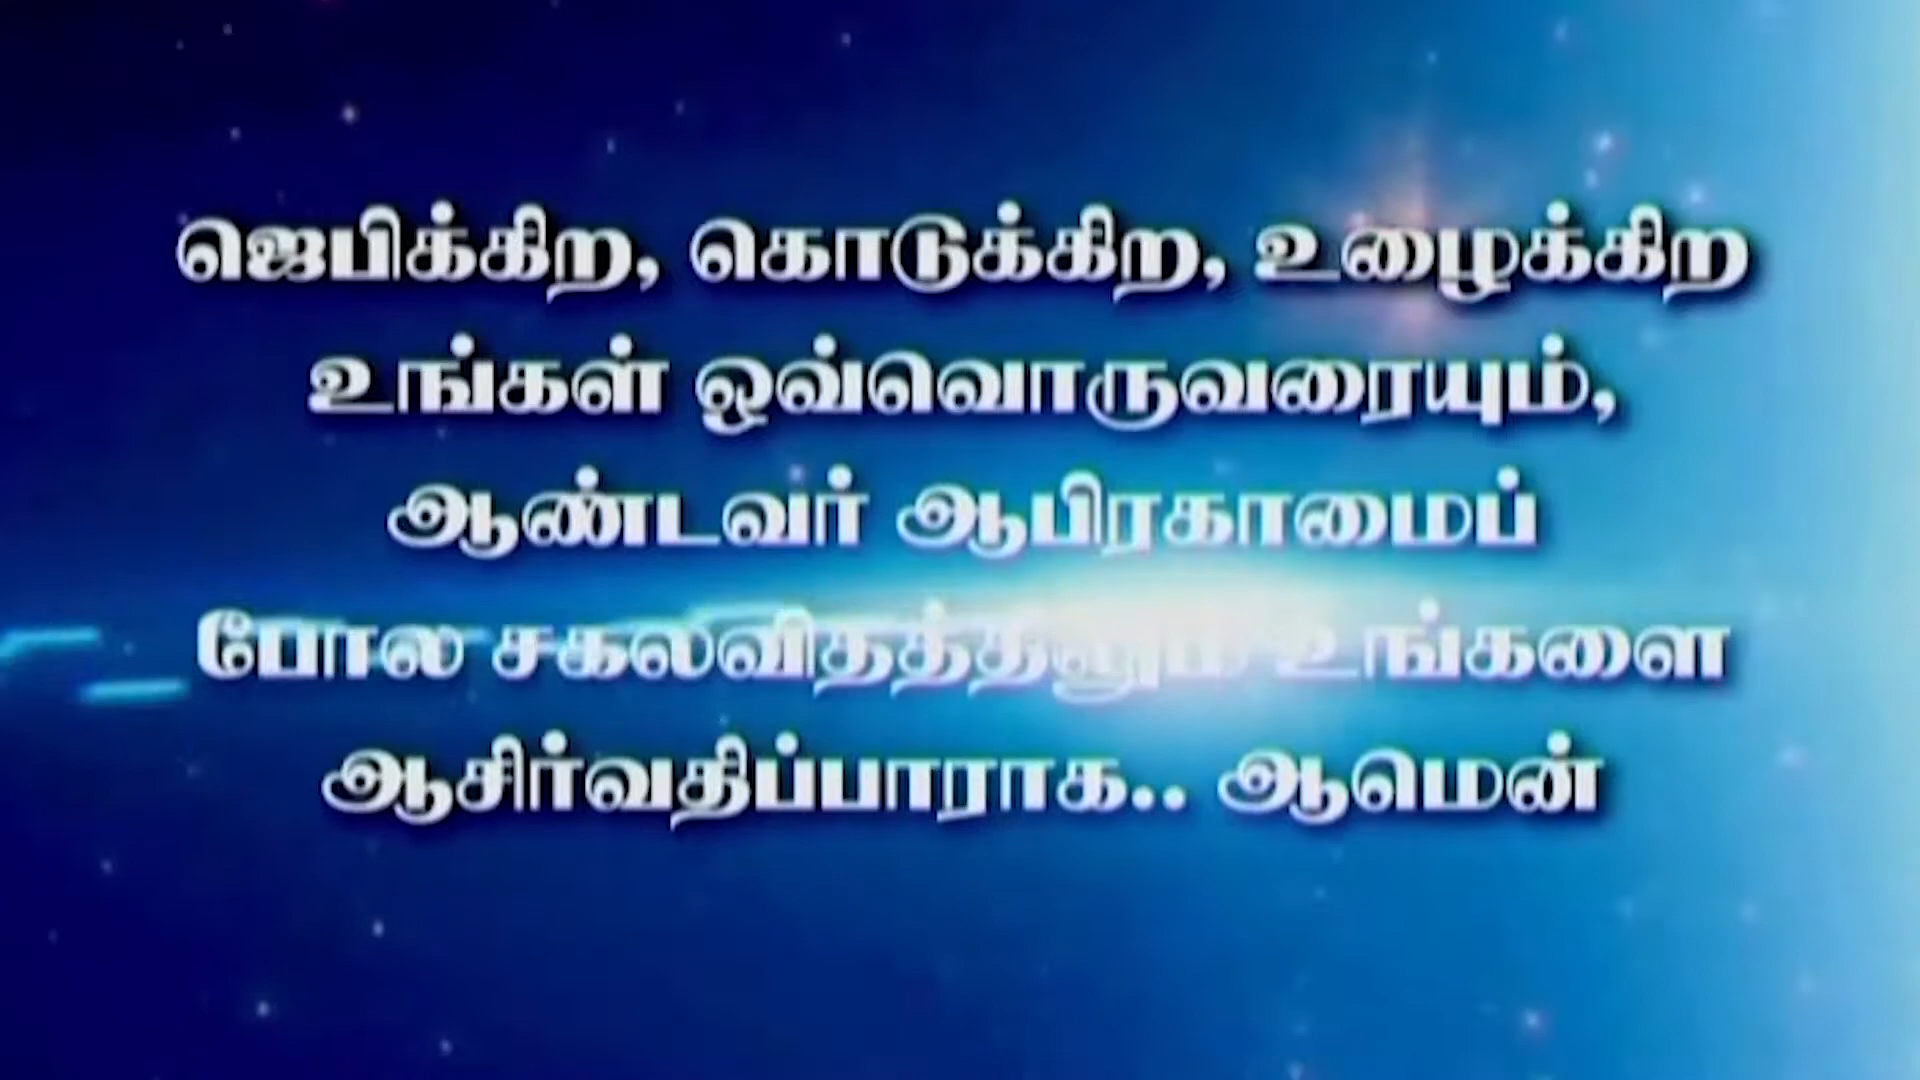 ஜெபிக்கிற, கொடுக்கிற, உழைக்கிற
உங்கள் ஒவ்வொருவரையும்,
ஆண்டவர் ஆபிரகாமைப்
போல சகலவிதத்திலும் உங்களை
ஆசிர்வதிப்பாராக.. ஆமென்